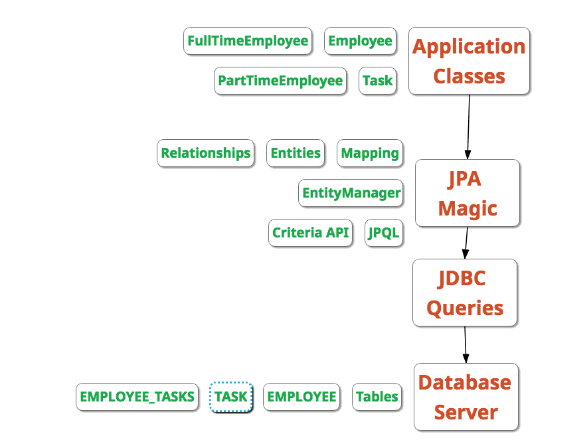 FullTimeEmployee Employee
PartTimeEmployee Task
Application
Classes
Relationships Entities Mapping
EntityManager
Criteria API JPQL
JPA
Magic
JDBC
Queries
EMPLOYEE_TASKS TASK EMPLOYEE Tables
Database
Server